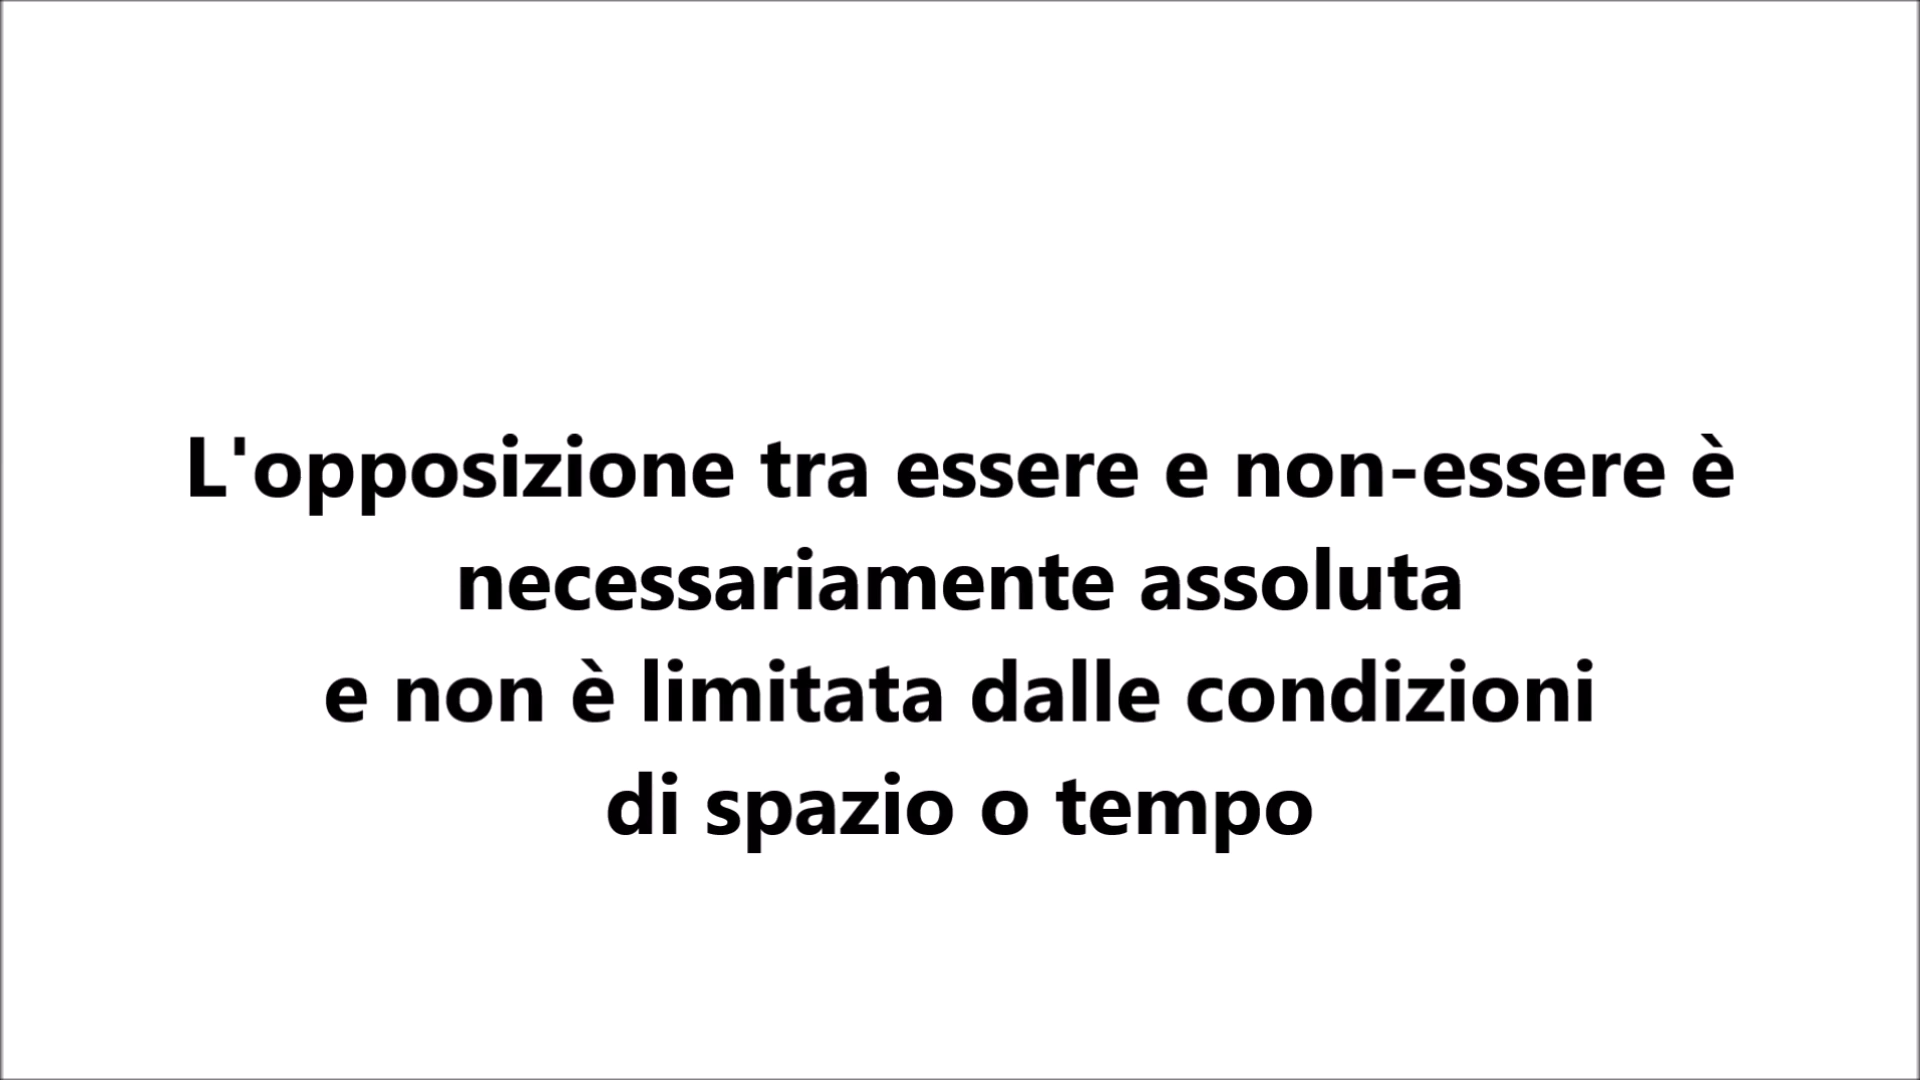 L'opposizione tra essere e non-essere è
necessariamente assoluta
e non è limitata dalle condizioni
di spazio o tempo